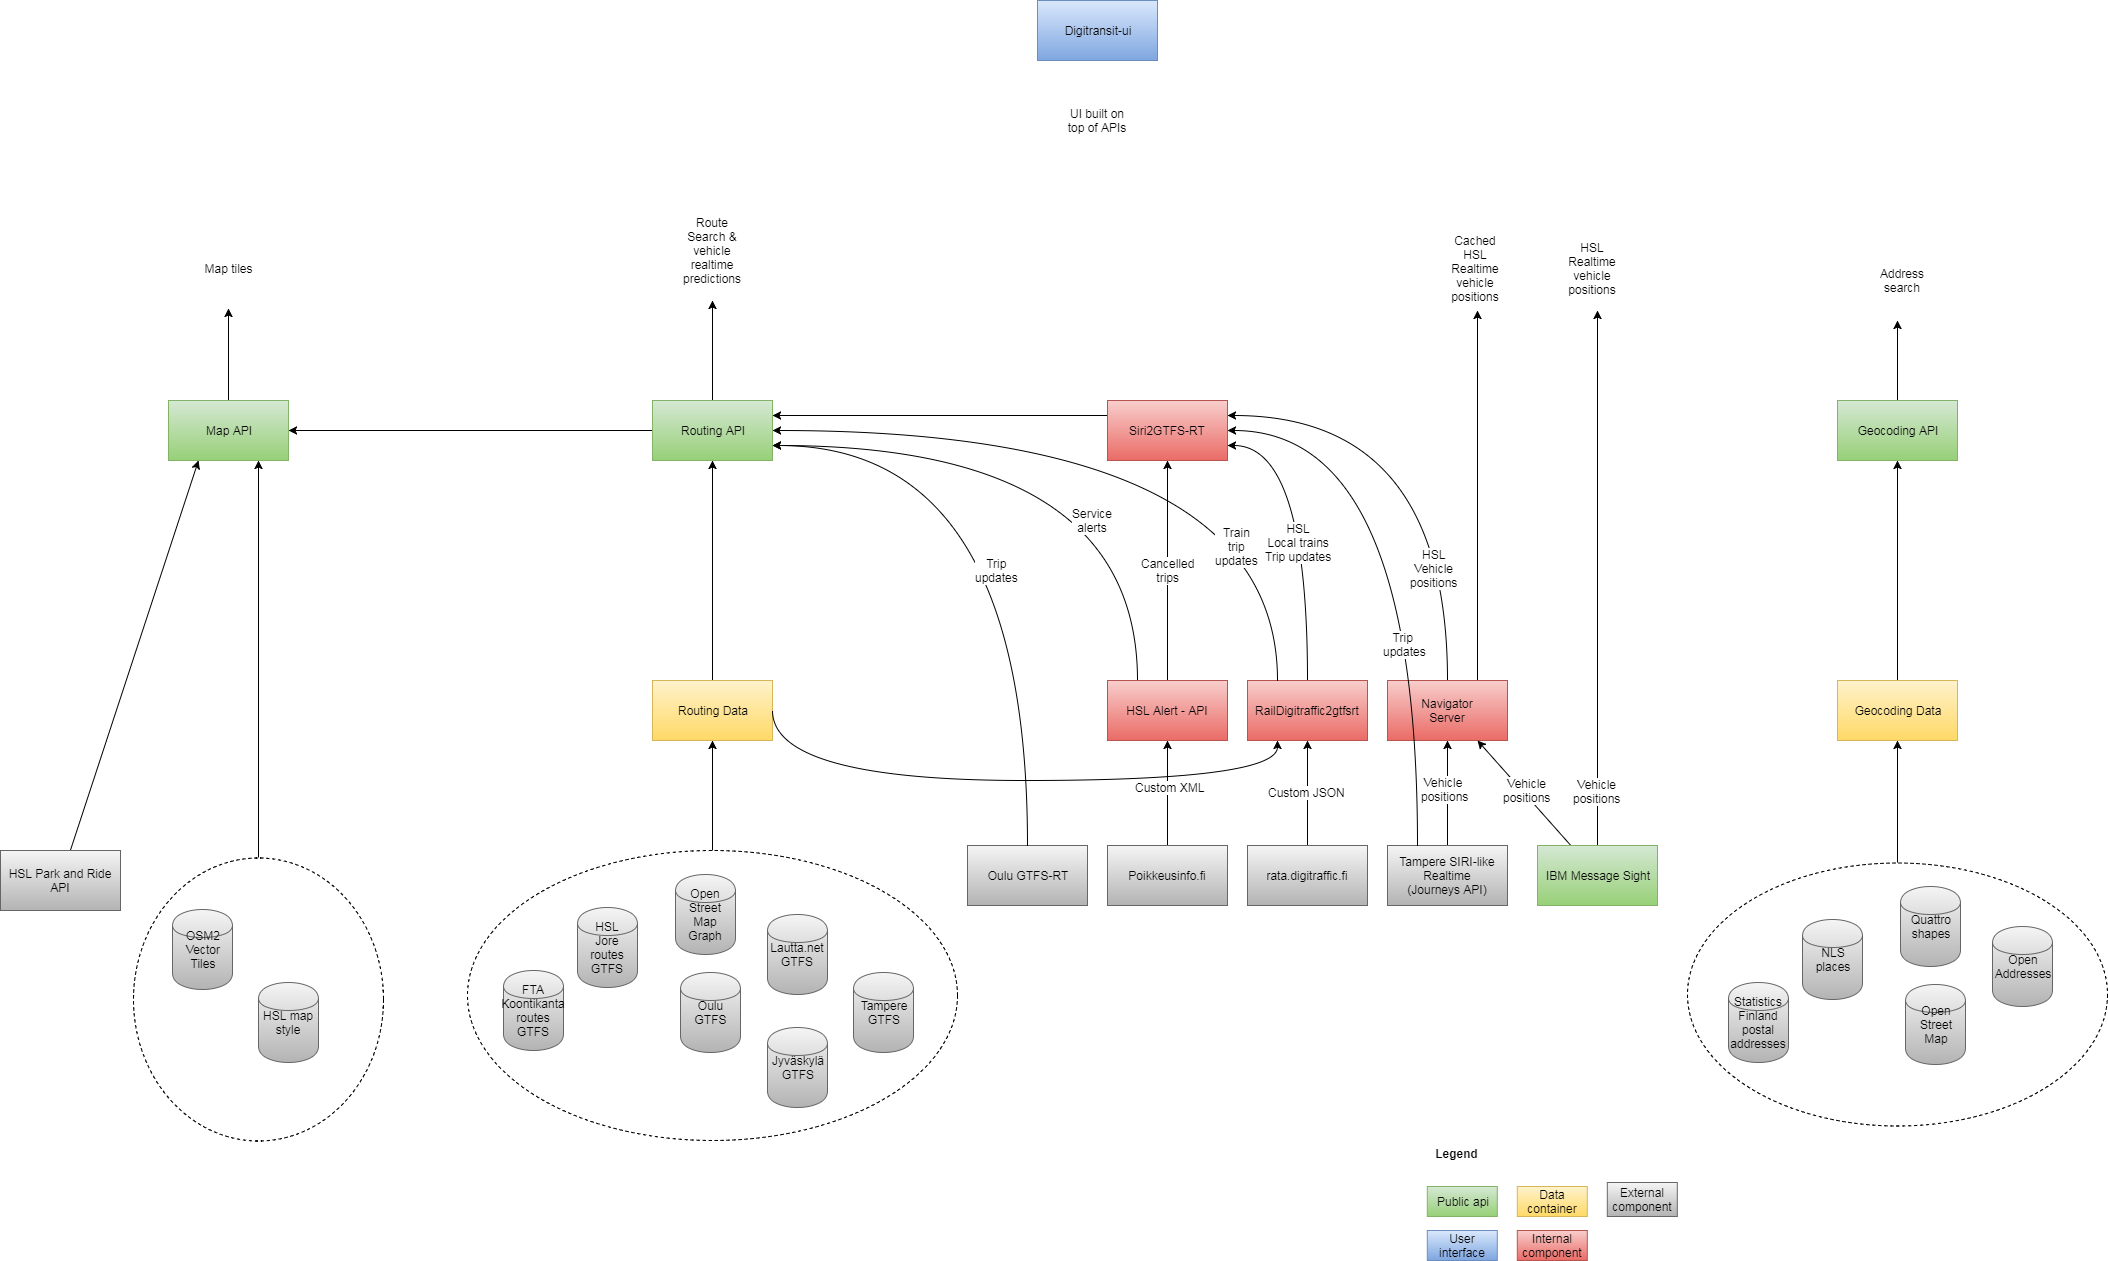 Digitransit-ui
UI built on
top of APIs
Map tiles
Route
Search &
vehicle
realtime
predictions
Cached
HSL
Realtime
vehicle
positions
HSL
Realtime
vehicle
positions
Address
search
Map API
Routing API
Siri2GTFS-RT
Geocoding API
Service
alerts
Trip
updates
Cancelled
trips
Train
trip
updates
HSL
Local trains
Trip updates
HSL
Vehicle
positions
Trip
updates
Routing Data
HSL Alert - API
RailDigitraffic2gtfsrt
Navigator
Server
Geocoding Data
Custom XML
Custom JSON
Vehicle
positions
Vehicle
positions
Vehicle
positions
HSL Park and Ride
API
Oulu GTFS-RT
Poikkeusinfo.fi
rata.digitraffic.fi
Tampere SIRI-like
Realtime
(Journeys API)
IBM Message Sight
OSM2
Vector
Tiles
HSL map
style
FTA
Koontikanta
routes
GTFS
HSL
Jore
routes
GTFS
Open
Street
Map
Graph
Oulu
GTFS
Lautta.net
GTFS
Jyväskylä
GTFS
Tampere
GTFS
Statistics
Finland
postal
addresses
NLS
places
Quattro
shapes
Open
Street
Map
Open
Addresses
Legend
Public api
Data
container
External
component
User
interface
Internal
component